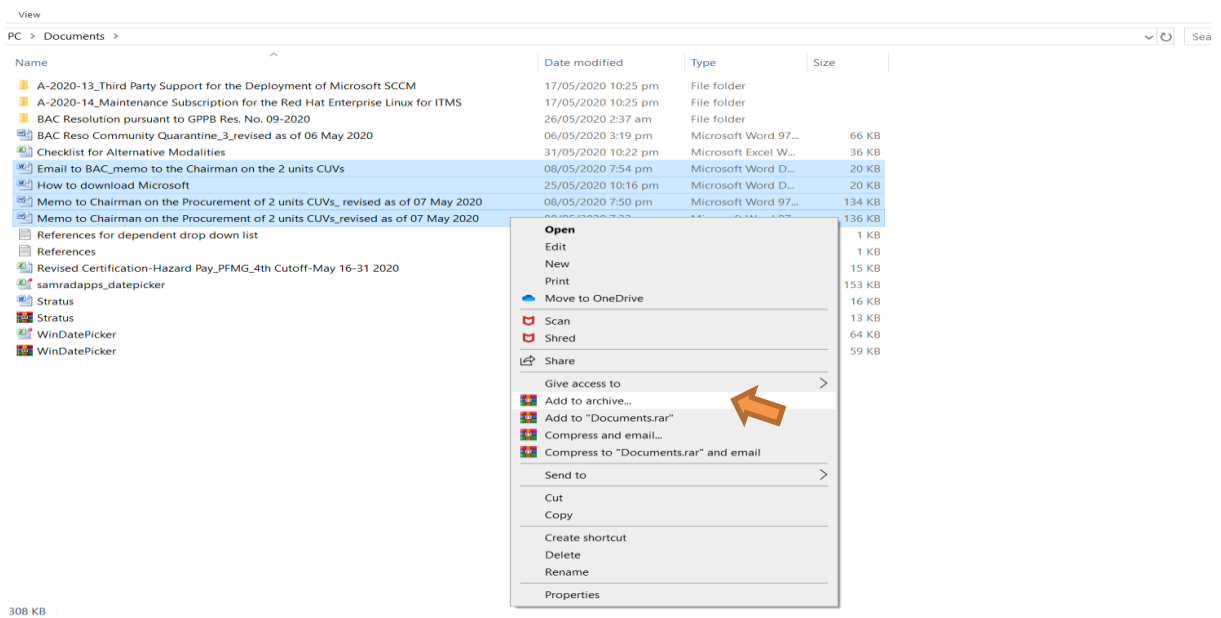 View
PC > Documents >
Sea
Name Date modified Type Size
A-2020-13_Third Party Support for the Deployment of Microsoft SCCM 17/05/2020 10:25 pm File folder
A-2020-14_Maintenance Subscription for the Red Hat Enterprise Linux for ITMS 17/05/2020 10:25 pm File folder
BAC Resolution pursuant to GPPB Res. No. 09-2020 26/05/2020 2:37 am File folder
BAC Reso Community Quarantine_3_revised as of 06 May 2020 06/05/2020 3:19 pm Microsoft Word 97... 66 KB
Checklist for Alternative Modalities 31/05/2020 10:22 pm Microsoft Excel W... 36 KB
Email to BAC_memo to the Chairman on the 2 units CUVs 08/05/2020 7:54 pm Microsoft Word D... 20 KB
How to download Microsoft 25/05/2020 10:16 pm Microsoft Word D... 20 KB
Memo to Chairman on the Procurement of 2 units CUVs_ revised as of 07 May 2020 08/05/2020 7:50 pm Microsoft Word 97... 134 KB
Memo to Chairman on the Procurement of 2 units CUVs_revised as of 07 May 2020 136 KB
References for dependent drop down list 1 KB
References 1 KB
Revised Certification-Hazard Pay_PFMG_4th Cutoff-May 16-31 2020 15 KB
samradapps_datepicker 153 KB
Stratus 16 KB
Stratus 13 KB
WinDatePicker 64 KB
WinDatePicker 59 KB
Open
Edit
New
Print
Move to OneDrive
Scan
Shred
Share
Give access to
Add to archive...
Add to "Documents.rar"
Compress and email...
Compress to "Documents.rar" and email
Send to
Cut
Copy
Create shortcut
Delete
Rename
Properties
308 KB